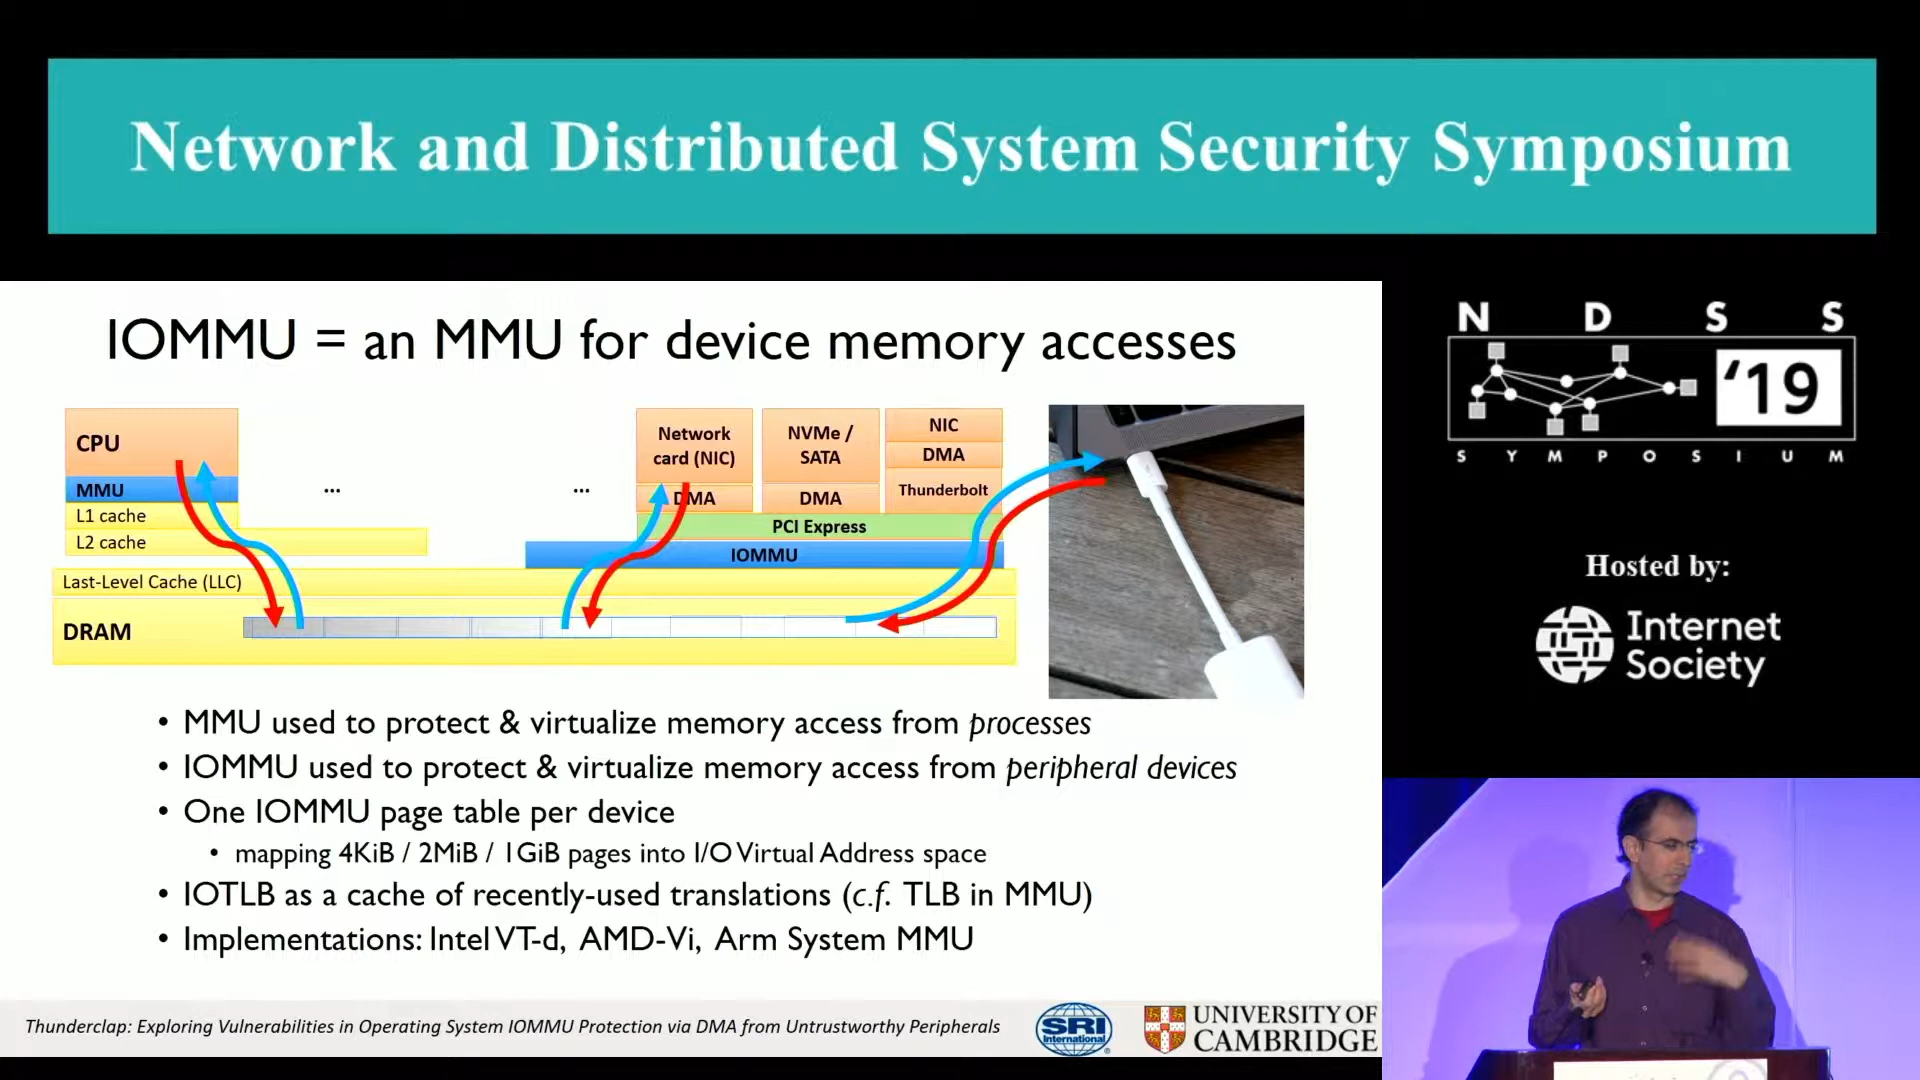 Network and Distributed System Security Symposium
IOMMU = an MMU for device memory accesses
CPU
MMU
L1 cache
L2 cache
...
...
Network
card (NIC)
DMA
NVMe /
SATA
DMA
NIC
DMA
Thunderbolt
PCI Express
IOMMU
Last-Level Cache (LLC)
DRAM
• MMU used to protect & virtualize memory access from processes
• IOMMU used to protect & virtualize memory access from peripheral devices
• One IOMMU page table per device
• mapping 4KiB / 2MiB / 1GiB pages into I/O Virtual Address space
• IOTLB as a cache of recently-used translations (c.f. TLB in MMU)
• Implementations: Intel VT-d, AMD-Vi, Arm System MMU
Thunderclap: Exploring Vulnerabilities in Operating System IOMMU Protection via DMA from Untrustworthy Peripherals
SRI
International
UNIVERSITY OF
CAMBRIDGE
N D S S
'19
S Y M P O S I U M
Hosted by:
Internet
Society